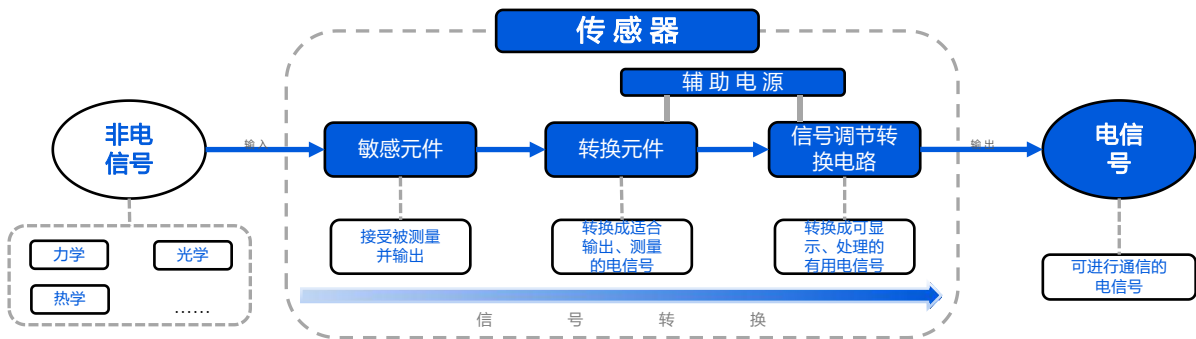 传感器
辅助电源
非电
信号
输入
敏感元件
转换元件
信号调节转
换电路
输出
电信
号
力学
光学
热学
……
接受被测量
并输出
转换成适合
输出、测量
的电信号
转换成可显
示、处理的
有用电信号
可进行通信的
电信号
信号转换